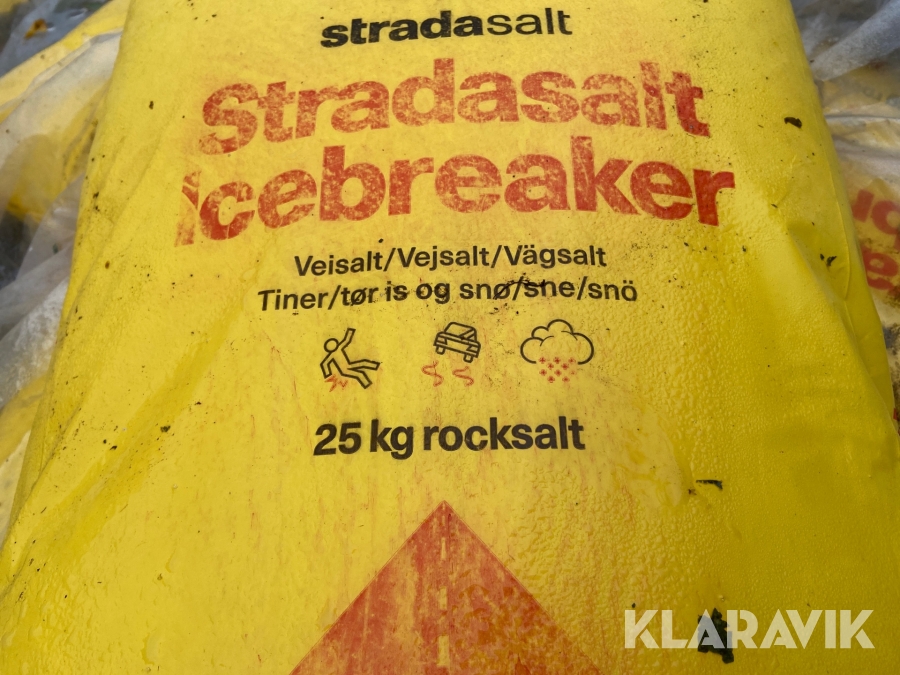 stradasalt
Stradasalt
Icebreaker
Veisalt/Vejsalt/Vägsalt
Tiner/tør is og snø/sne/snö
25 kg rocksalt
KLARAVIK